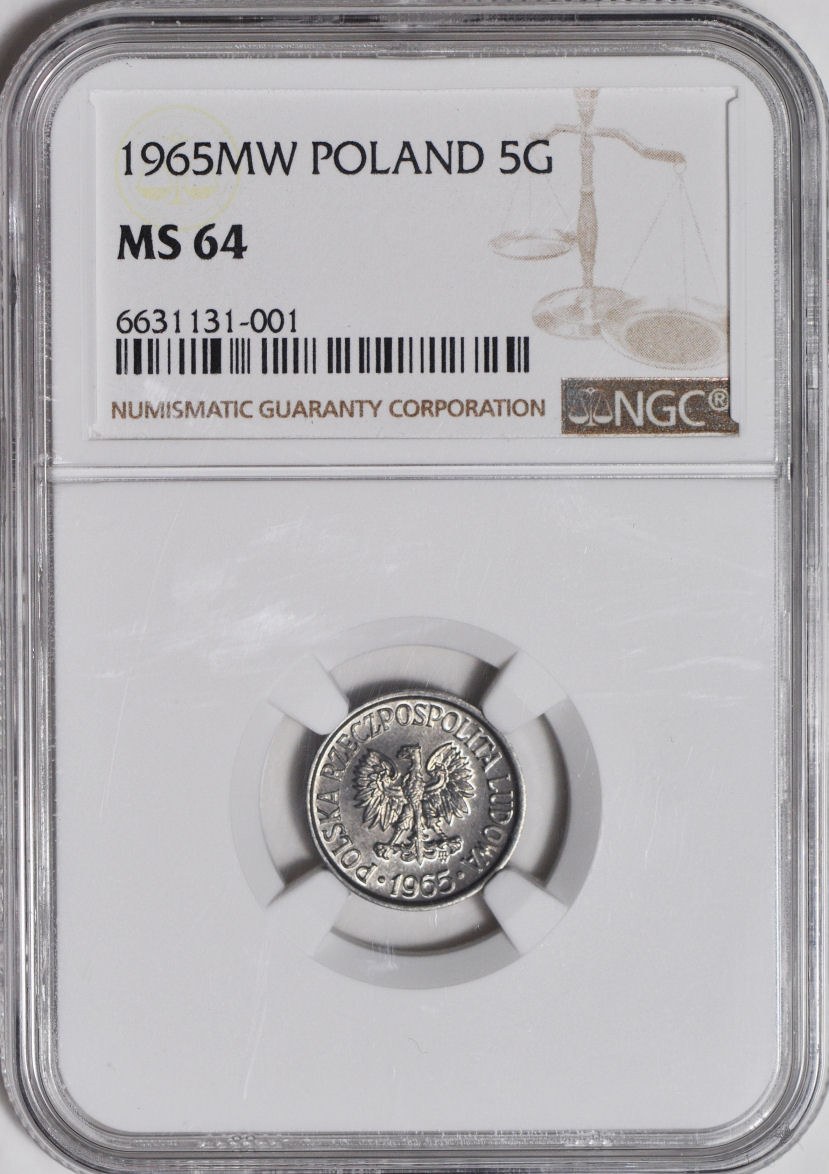 1965MW POLAND 5G
MS 64
6631131-001
NUMISMATIC GUARANTY CORPORATION
NGC®
POLSKA RZECZPOSPOLITA LUDOWA
·1965·